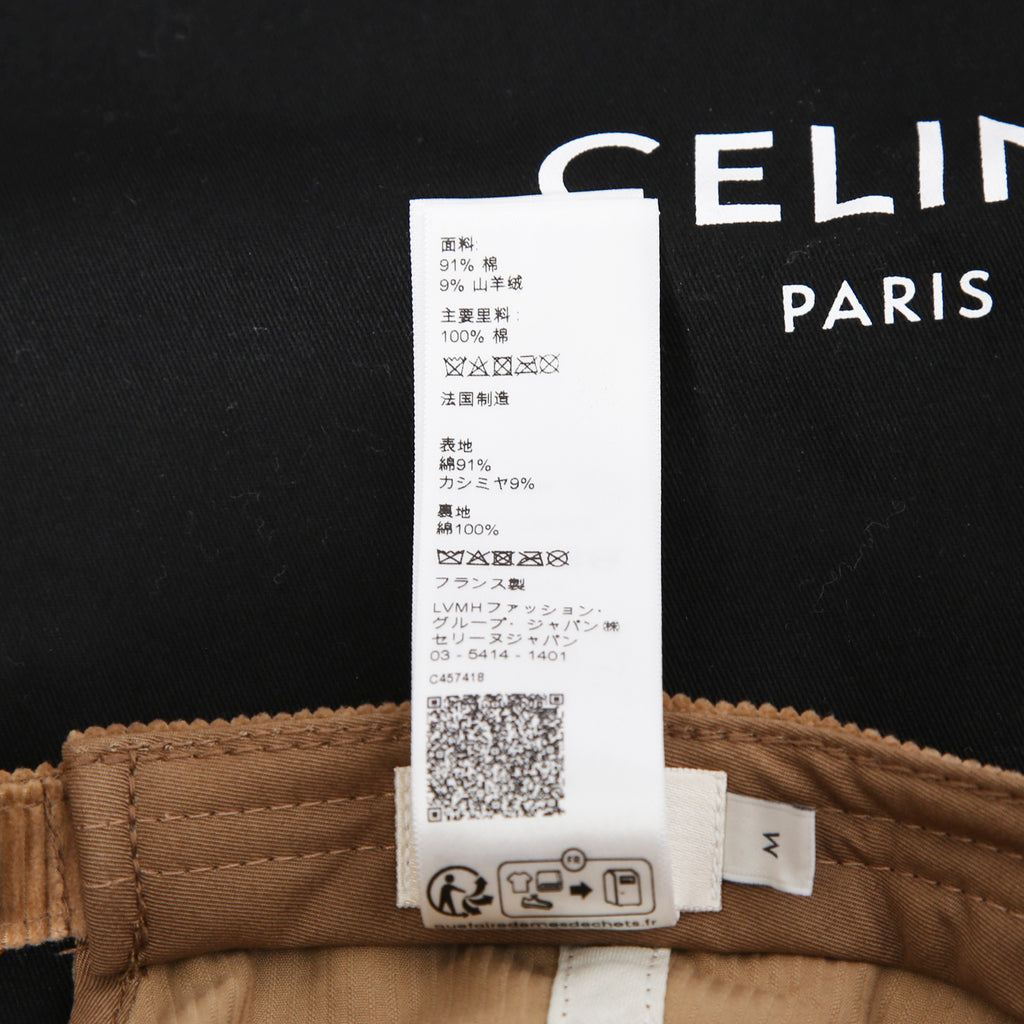 CELIN
PARIS
面料:
91% 棉
9% 山羊绒
主要里料:
100% 棉
法国制造
表地
綿91%
カシミヤ9%
裏地
綿100%
フランス製
LVMHファッション・
グループ・ジャパン㈱
セリーヌジャパン
03 - 5414 - 1401
C457418
FR
quefairedemesdechets.fr
M